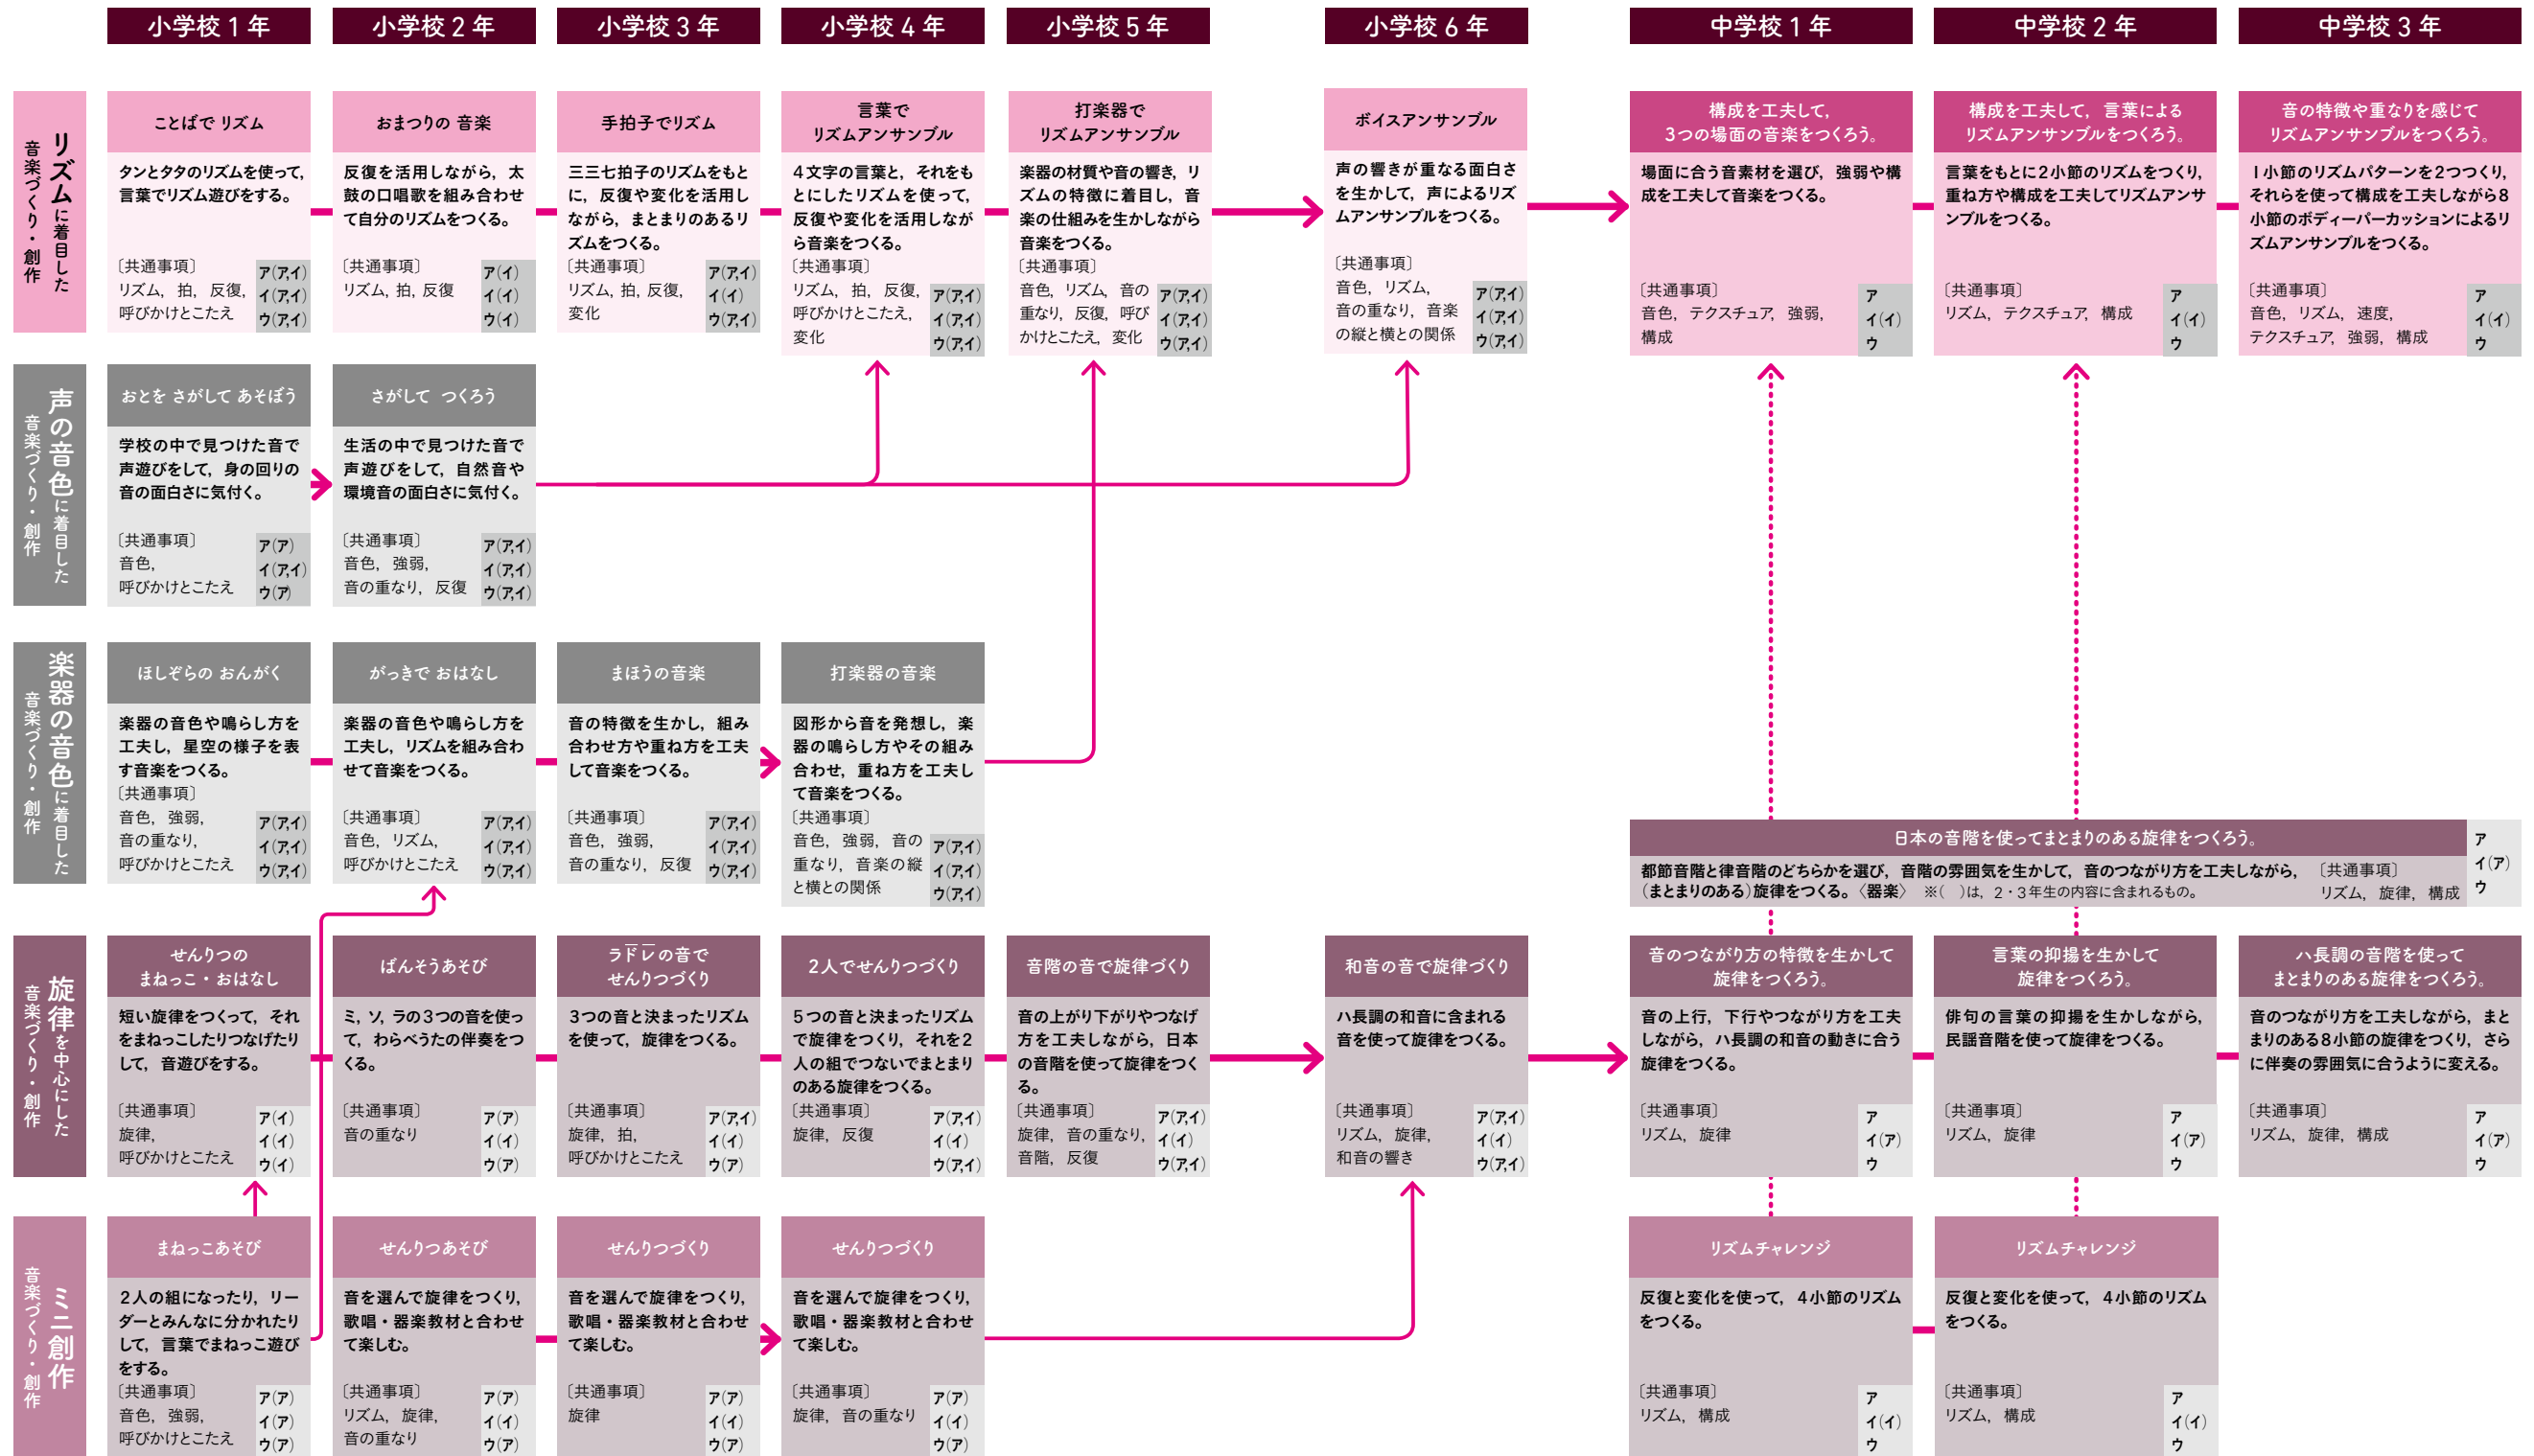 小学校 1 年
小学校 2 年
小学校 3 年
小学校 4 年
小学校 5 年
小学校 6 年
中学校 1 年
中学校 2 年
中学校 3 年
リズムに着目した
音楽づくり・創作
ことばで リズム
タンとタタのリズムを使って,
言葉でリズム遊びをする。
〔共通事項〕
リズム, 拍, 反復,
呼びかけとこたえ
ア(ア,イ)
イ(ア,イ)
ウ(ア,イ)
おまつりの 音楽
反復を活用しながら, 太
鼓の口唱歌を組み合わせ
て自分のリズムをつくる。
〔共通事項〕
リズム, 拍, 反復
ア(イ)
イ(イ)
ウ(イ)
手拍子でリズム
三三七拍子のリズムをもと
に, 反復や変化を活用し
ながら, まとまりのあるリ
ズムをつくる。
〔共通事項〕
リズム, 拍, 反復,
変化
ア(ア,イ)
イ(イ)
ウ(ア,イ)
言葉で
リズムアンサンブル
4文字の言葉と, それをも
とにしたリズムを使って,
反復や変化を活用しなが
ら音楽をつくる。
〔共通事項〕
リズム, 拍, 反復,
呼びかけとこたえ,
変化
ア(ア,イ)
イ(ア,イ)
ウ(ア,イ)
打楽器で
リズムアンサンブル
楽器の材質や音の響き, リ
ズムの特徴に着目し, 音
楽の仕組みを生かしながら
音楽をつくる。
〔共通事項〕
音色, リズム, 音の
重なり, 反復, 呼び
かけとこたえ, 変化
ア(ア,イ)
イ(ア,イ)
ウ(ア,イ)
ボイスアンサンブル
声の響きが重なる面白さ
を生かして, 声によるリズ
ムアンサンブルをつくる。
〔共通事項〕
音色, リズム,
音の重なり, 音楽
の縦と横との関係
ア(ア,イ)
イ(ア,イ)
ウ(ア,イ)
構成を工夫して,
3つの場面の音楽をつくろう。
場面に合う音素材を選び, 強弱や構
成を工夫して音楽をつくる。
〔共通事項〕
音色, テクスチュア, 強弱,
構成
ア
イ(イ)
ウ
構成を工夫して, 言葉による
リズムアンサンブルをつくろう。
言葉をもとに2小節のリズムをつくり,
重ね方や構成を工夫してリズムアンサ
ンブルをつくる。
〔共通事項〕
リズム, テクスチュア, 構成
ア
イ(イ)
ウ
音の特徴や重なりを感じて
リズムアンサンブルをつくろう。
1小節のリズムパターンを2つつくり,
それらを使って構成を工夫しながら8
小節のボディーパーカッションによるリ
ズムアンサンブルをつくる。
〔共通事項〕
音色, リズム, 速度,
テクスチュア, 強弱, 構成
ア
イ(イ)
ウ
声の音色に着目した
音楽づくり・創作
おとを さがして あそぼう
学校の中で見つけた音で
声遊びをして, 身の回りの
音の面白さに気付く。
〔共通事項〕
音色,
呼びかけとこたえ
ア(ア)
イ(ア,イ)
ウ(ア)
さがして つくろう
生活の中で見つけた音で
声遊びをして, 自然音や
環境音の面白さに気付く。
〔共通事項〕
音色, 強弱,
音の重なり, 反復
ア(ア,イ)
イ(ア,イ)
ウ(ア,イ)
楽器の音色に着目した
音楽づくり・創作
ほしぞらの おんがく
楽器の音色や鳴らし方を
工夫し, 星空の様子を表
す音楽をつくる。
〔共通事項〕
音色, 強弱,
音の重なり,
呼びかけとこたえ
ア(ア,イ)
イ(ア,イ)
ウ(ア,イ)
がっきで おはなし
楽器の音色や鳴らし方を
工夫し, リズムを組み合わ
せて音楽をつくる。
〔共通事項〕
音色, リズム,
呼びかけとこたえ
ア(ア,イ)
イ(ア,イ)
ウ(ア,イ)
まほうの音楽
音の特徴を生かし, 組み
合わせ方や重ね方を工夫
して音楽をつくる。
〔共通事項〕
音色, 強弱,
音の重なり, 反復
ア(ア,イ)
イ(ア,イ)
ウ(ア,イ)
打楽器の音楽
図形から音を発想し, 楽
器の鳴らし方やその組み
合わせ, 重ね方を工夫し
て音楽をつくる。
〔共通事項〕
音色, 強弱, 音の
重なり, 音楽の縦
と横との関係
ア(ア,イ)
イ(ア,イ)
ウ(ア,イ)
日本の音階を使ってまとまりのある旋律をつくろう。
都節音階と律音階のどちらかを選び, 音階の雰囲気を生かして, 音のつながり方を工夫しながら,
(まとまりのある)旋律をつくる。〈器楽〉 ※( )は, 2・3年生の内容に含まれるもの。
〔共通事項〕
リズム, 旋律, 構成
ア
イ(ア)
ウ
旋律を中心にした
音楽づくり・創作
せんりつの
まねっこ・おはなし
短い旋律をつくって, それ
をまねっこしたりつなげたり
して, 音遊びをする。
〔共通事項〕
旋律,
呼びかけとこたえ
ア(イ)
イ(イ)
ウ(イ)
ばんそうあそび
ミ, ソ, ラの3つの音を使っ
て, わらべうたの伴奏をつ
くる。
〔共通事項〕
音の重なり
ア(ア)
イ(イ)
ウ(ア)
ラド̅レ̅の音で
せんりつづくり
3つの音と決まったリズム
を使って, 旋律をつくる。
〔共通事項〕
旋律, 拍,
呼びかけとこたえ
ア(ア,イ)
イ(イ)
ウ(ア)
2人でせんりつづくり
5つの音と決まったリズム
で旋律をつくり, それを2
人の組でつないでまとまり
のある旋律をつくる。
〔共通事項〕
旋律, 反復
ア(ア,イ)
イ(イ)
ウ(ア,イ)
音階の音で旋律づくり
音の上がり下がりやつなげ
方を工夫しながら, 日本
の音階を使って旋律をつく
る。
〔共通事項〕
旋律, 音の重なり,
音階, 反復
ア(ア,イ)
イ(イ)
ウ(ア,イ)
和音の音で旋律づくり
ハ長調の和音に含まれる
音を使って旋律をつくる。
〔共通事項〕
リズム, 旋律,
和音の響き
ア(ア,イ)
イ(イ)
ウ(ア,イ)
音のつながり方の特徴を生かして
旋律をつくろう。
音の上行, 下行やつながり方を工夫
しながら, ハ長調の和音の動きに合う
旋律をつくる。
〔共通事項〕
リズム, 旋律
ア
イ(ア)
ウ
言葉の抑揚を生かして
旋律をつくろう。
俳句の言葉の抑揚を生かしながら,
民謡音階を使って旋律をつくる。
〔共通事項〕
リズム, 旋律
ア
イ(ア)
ウ
ハ長調の音階を使って
まとまりのある旋律をつくろう。
音のつながり方を工夫しながら, まと
まりのある8小節の旋律をつくり, さら
に伴奏の雰囲気に合うように変える。
〔共通事項〕
リズム, 旋律, 構成
ア
イ(ア)
ウ
ミニ創作
音楽づくり・創作
まねっこあそび
2人の組になったり, リー
ダーとみんなに分かれたり
して, 言葉でまねっこ遊び
をする。
〔共通事項〕
音色, 強弱,
呼びかけとこたえ
ア(ア)
イ(ア)
ウ(ア)
せんりつあそび
音を選んで旋律をつくり,
歌唱・器楽教材と合わせ
て楽しむ。
〔共通事項〕
リズム, 旋律,
音の重なり
ア(ア)
イ(イ)
ウ(ア)
せんりつづくり
音を選んで旋律をつくり,
歌唱・器楽教材と合わせ
て楽しむ。
〔共通事項〕
旋律
ア(ア)
イ(イ)
ウ(ア)
せんりつづくり
音を選んで旋律をつくり,
歌唱・器楽教材と合わせ
て楽しむ。
〔共通事項〕
旋律, 音の重なり
ア(ア)
イ(イ)
ウ(ア)
リズムチャレンジ
反復と変化を使って, 4小節のリズム
をつくる。
〔共通事項〕
リズム, 構成
ア
イ(イ)
ウ
リズムチャレンジ
反復と変化を使って, 4小節のリズム
をつくる。
〔共通事項〕
リズム, 構成
ア
イ(イ)
ウ